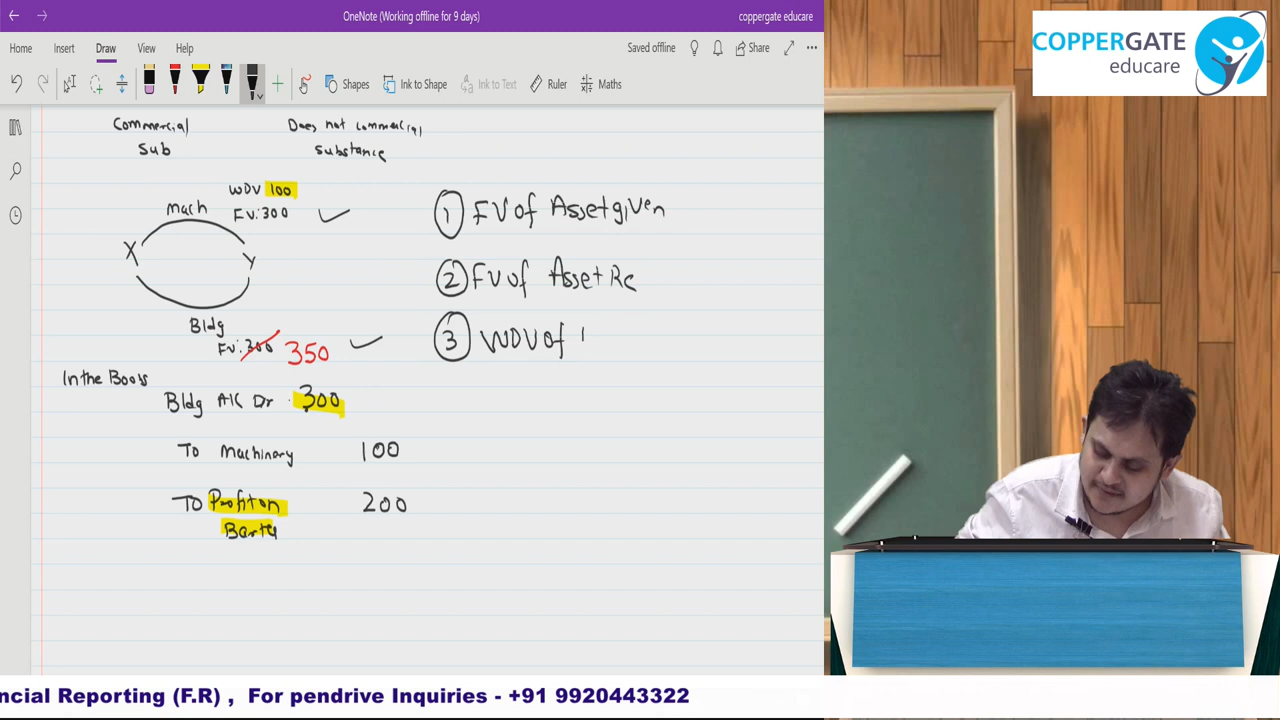 OneNote (Working offline for 9 days)
coppergate educare
Home Insert Draw View Help
Saved offline
Share
Shapes
Ink to Shape
Ink to Text
Ruler
Maths
COPPERGATE
educare
Commercial
Sub
Does not commercial
substance
WDV 100
Mach
FV: 300
X
Y
Bldg
FV: 300 350
① FV of Asset given
② FV of Asset Re
③ WDV of
In the Books
Bldg A/C Dr 300
To Machinery 100
To Profit on 200
Barter
ncial Reporting (F.R) , For pendrive Inquiries - +91 9920443322